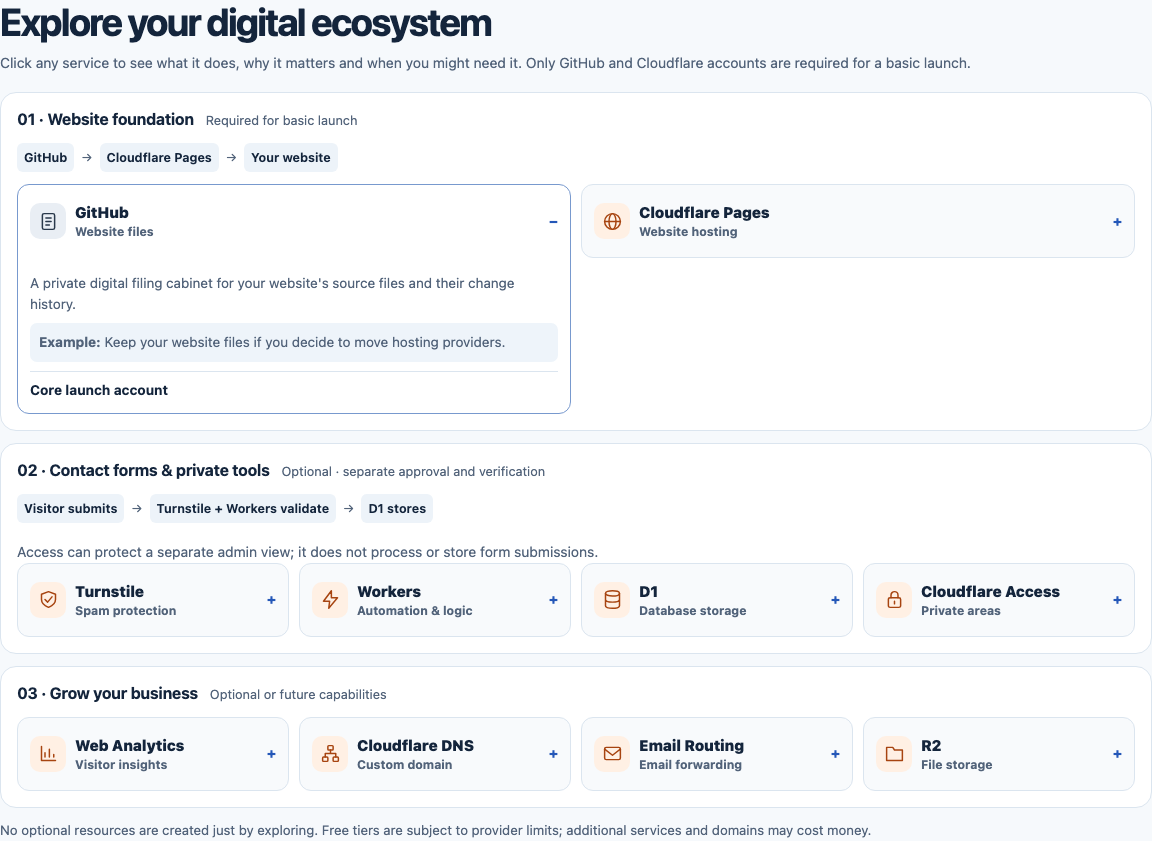 Explore your digital ecosystem
Click any service to see what it does, why it matters and when you might need it. Only GitHub and Cloudflare accounts are required for a basic launch.
01 · Website foundation Required for basic launch
GitHub → Cloudflare Pages → Your website
GitHub
Website files
−
Cloudflare Pages
Website hosting
+
A private digital filing cabinet for your website's source files and their change
history.
Example: Keep your website files if you decide to move hosting providers.
Core launch account
02 · Contact forms & private tools Optional · separate approval and verification
Visitor submits → Turnstile + Workers validate → D1 stores
Access can protect a separate admin view; it does not process or store form submissions.
Turnstile
Spam protection
+
Workers
Automation & logic
+
D1
Database storage
+
Cloudflare Access
Private areas
+
03 · Grow your business Optional or future capabilities
Web Analytics
Visitor insights
+
Cloudflare DNS
Custom domain
+
Email Routing
Email forwarding
+
R2
File storage
+
No optional resources are created just by exploring. Free tiers are subject to provider limits; additional services and domains may cost money.